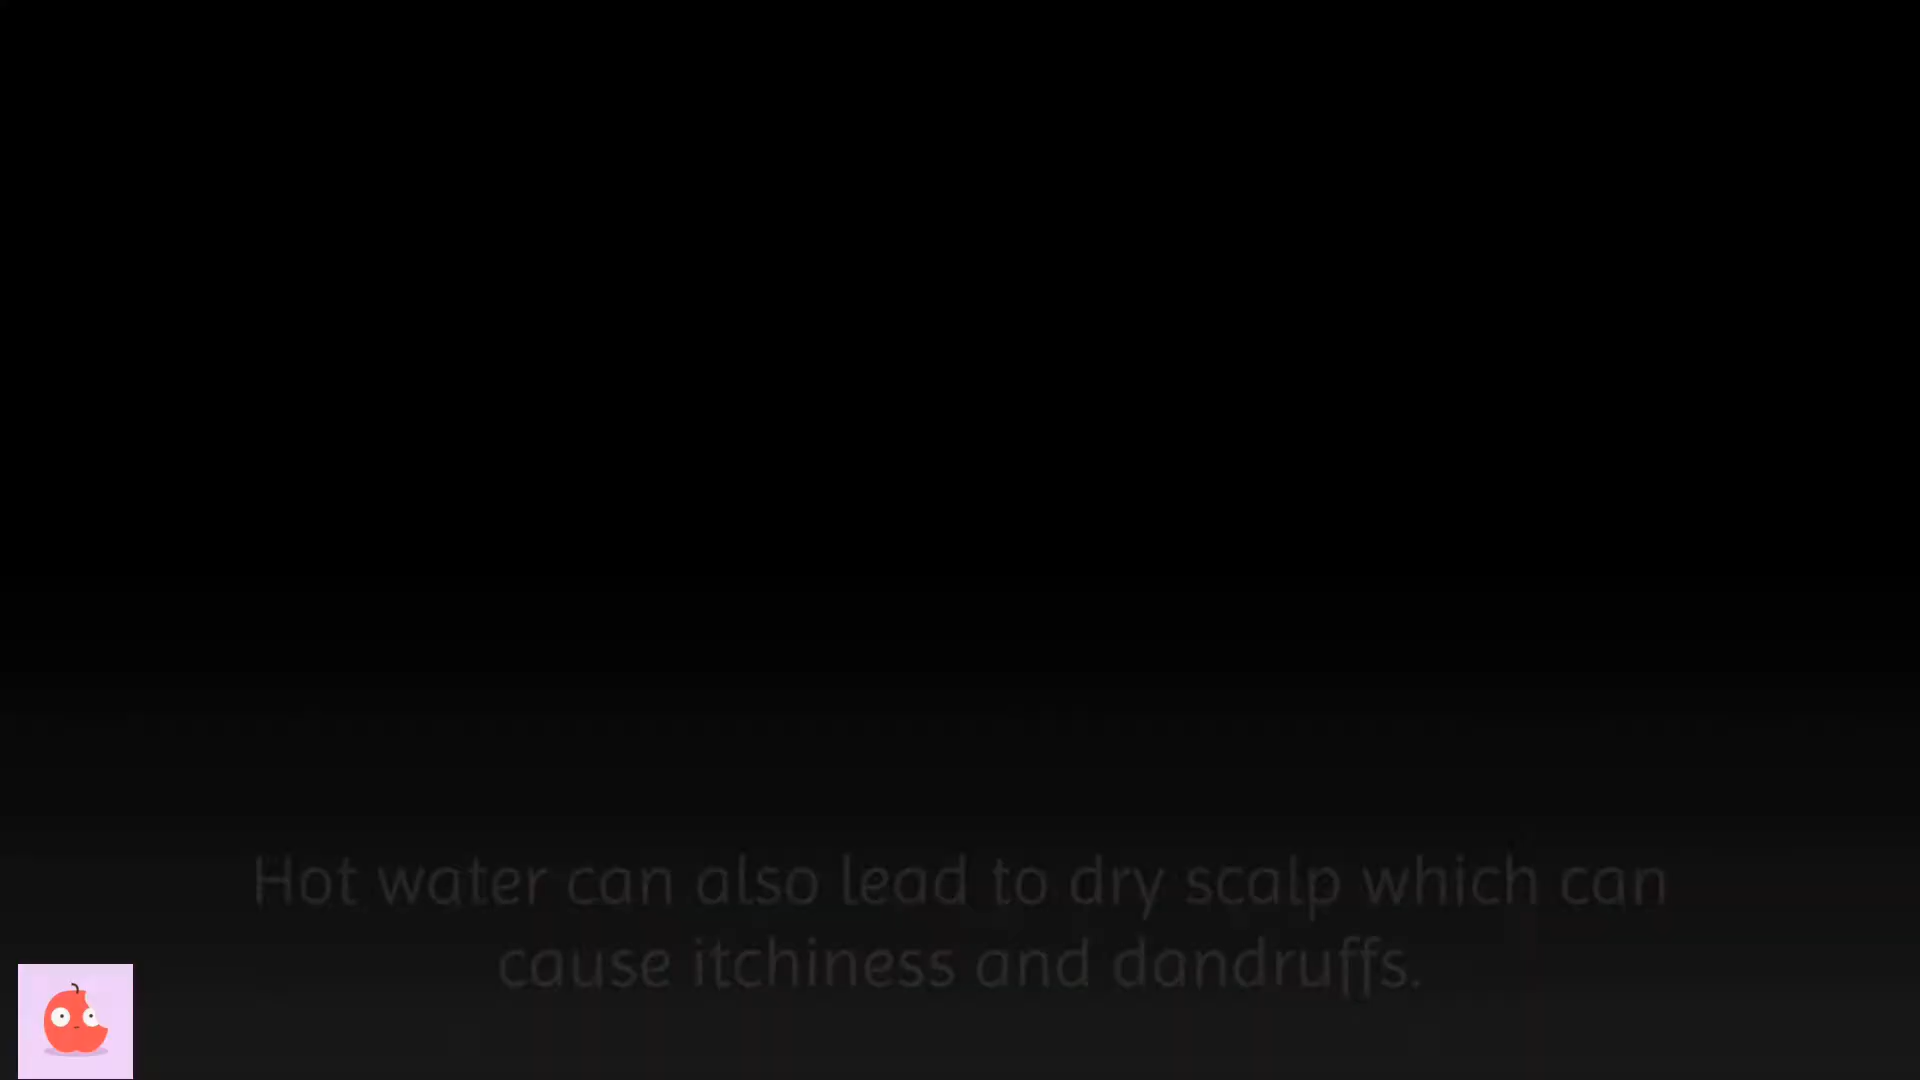 Hot water can also lead to dry scalp which can
cause itchiness and dandruffs.